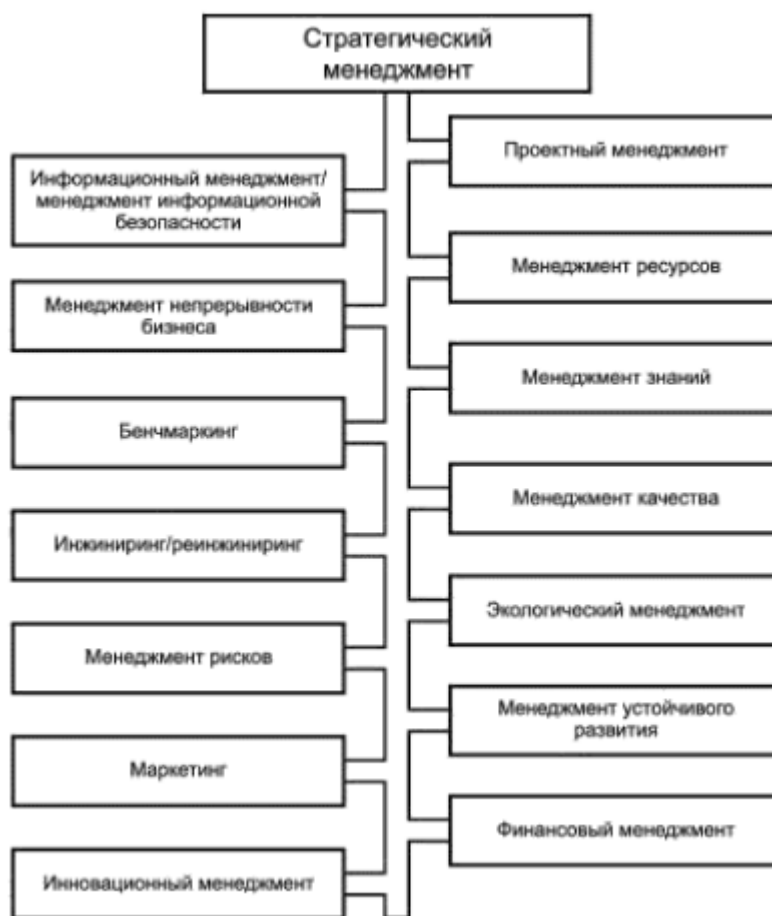 Стратегический
менеджмент
Проектный менеджмент
Информационный менеджмент/
менеджмент информационной
безопасности
Менеджмент ресурсов
Менеджмент непрерывности
бизнеса
Менеджмент знаний
Бенчмаркинг
Менеджмент качества
Инжиниринг/реинжиниринг
Экологический менеджмент
Менеджмент рисков
Менеджмент устойчивого
развития
Маркетинг
Финансовый менеджмент
Инновационный менеджмент